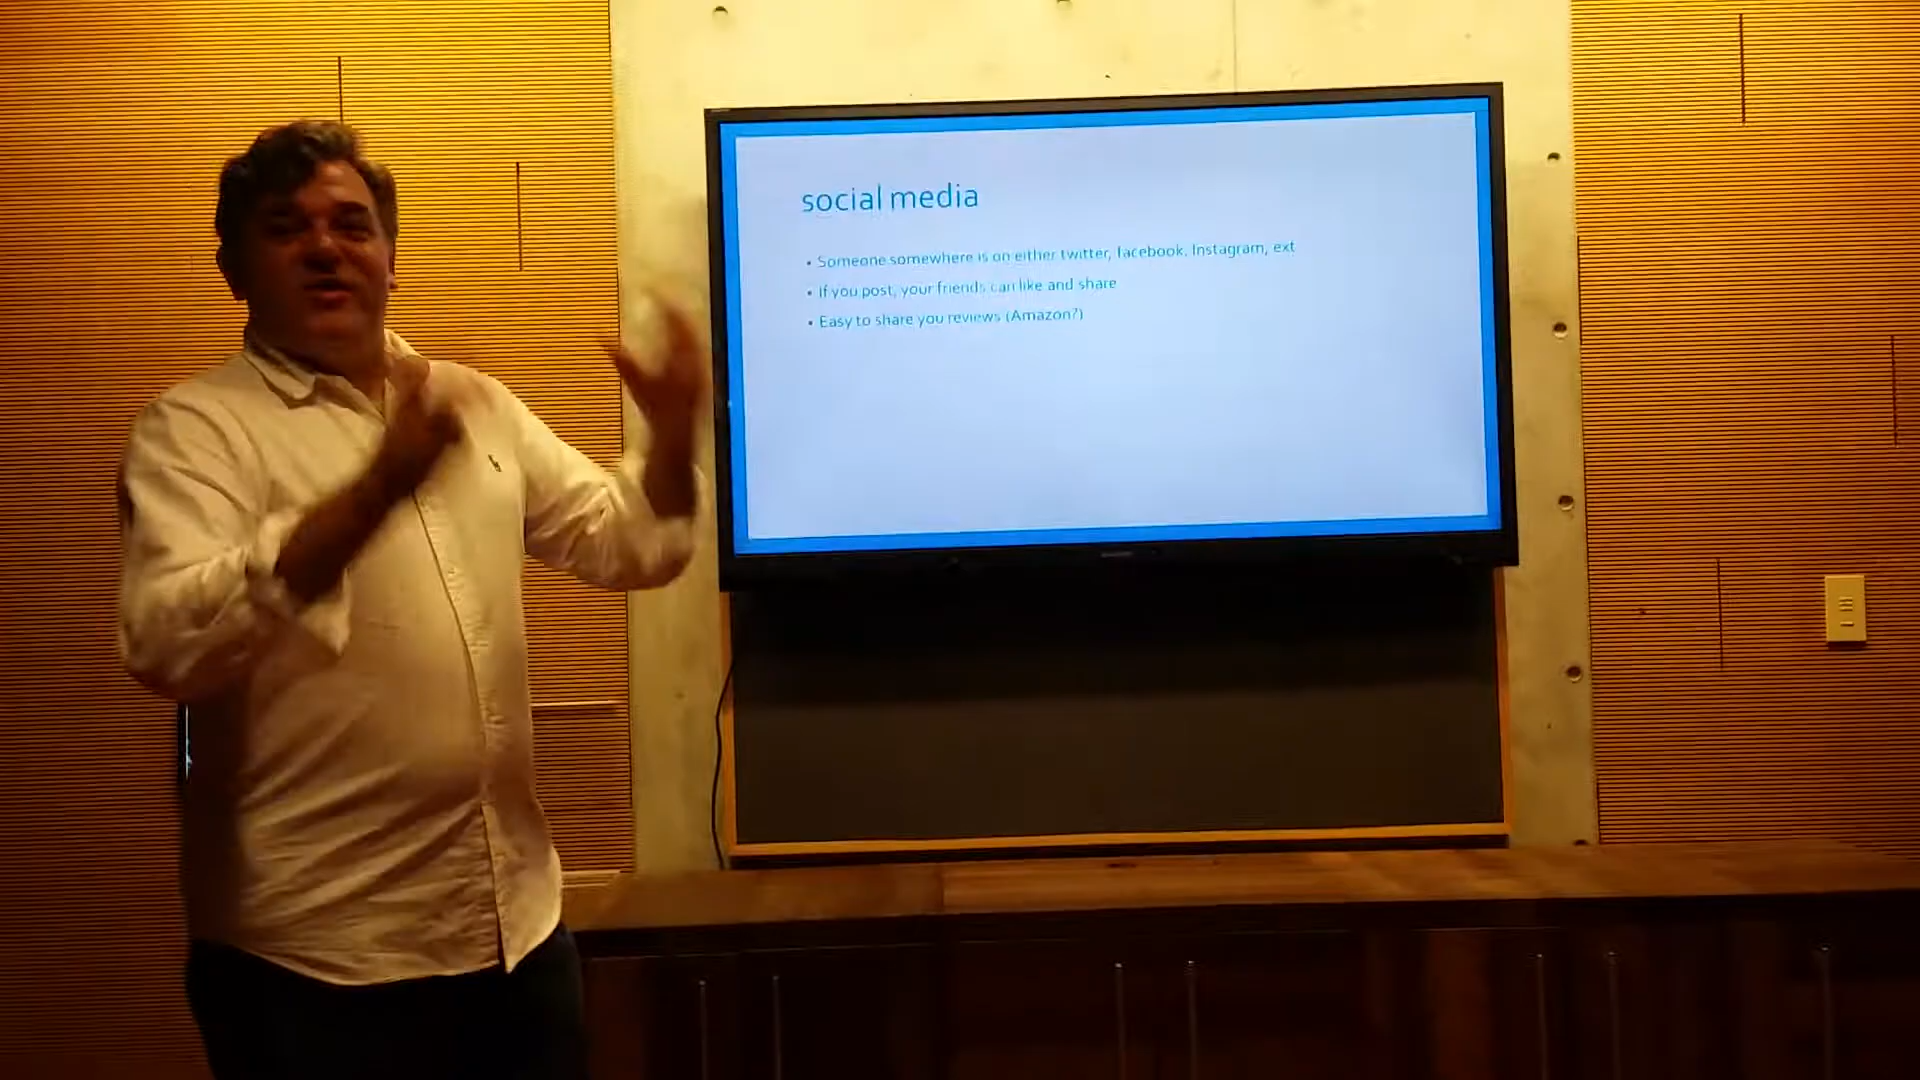 social media
• Someone somewhere is on either twitter, facebook, Instagram, ext
• If you post, your friends can like and share
• Easy to share you reviews (Amazon?)